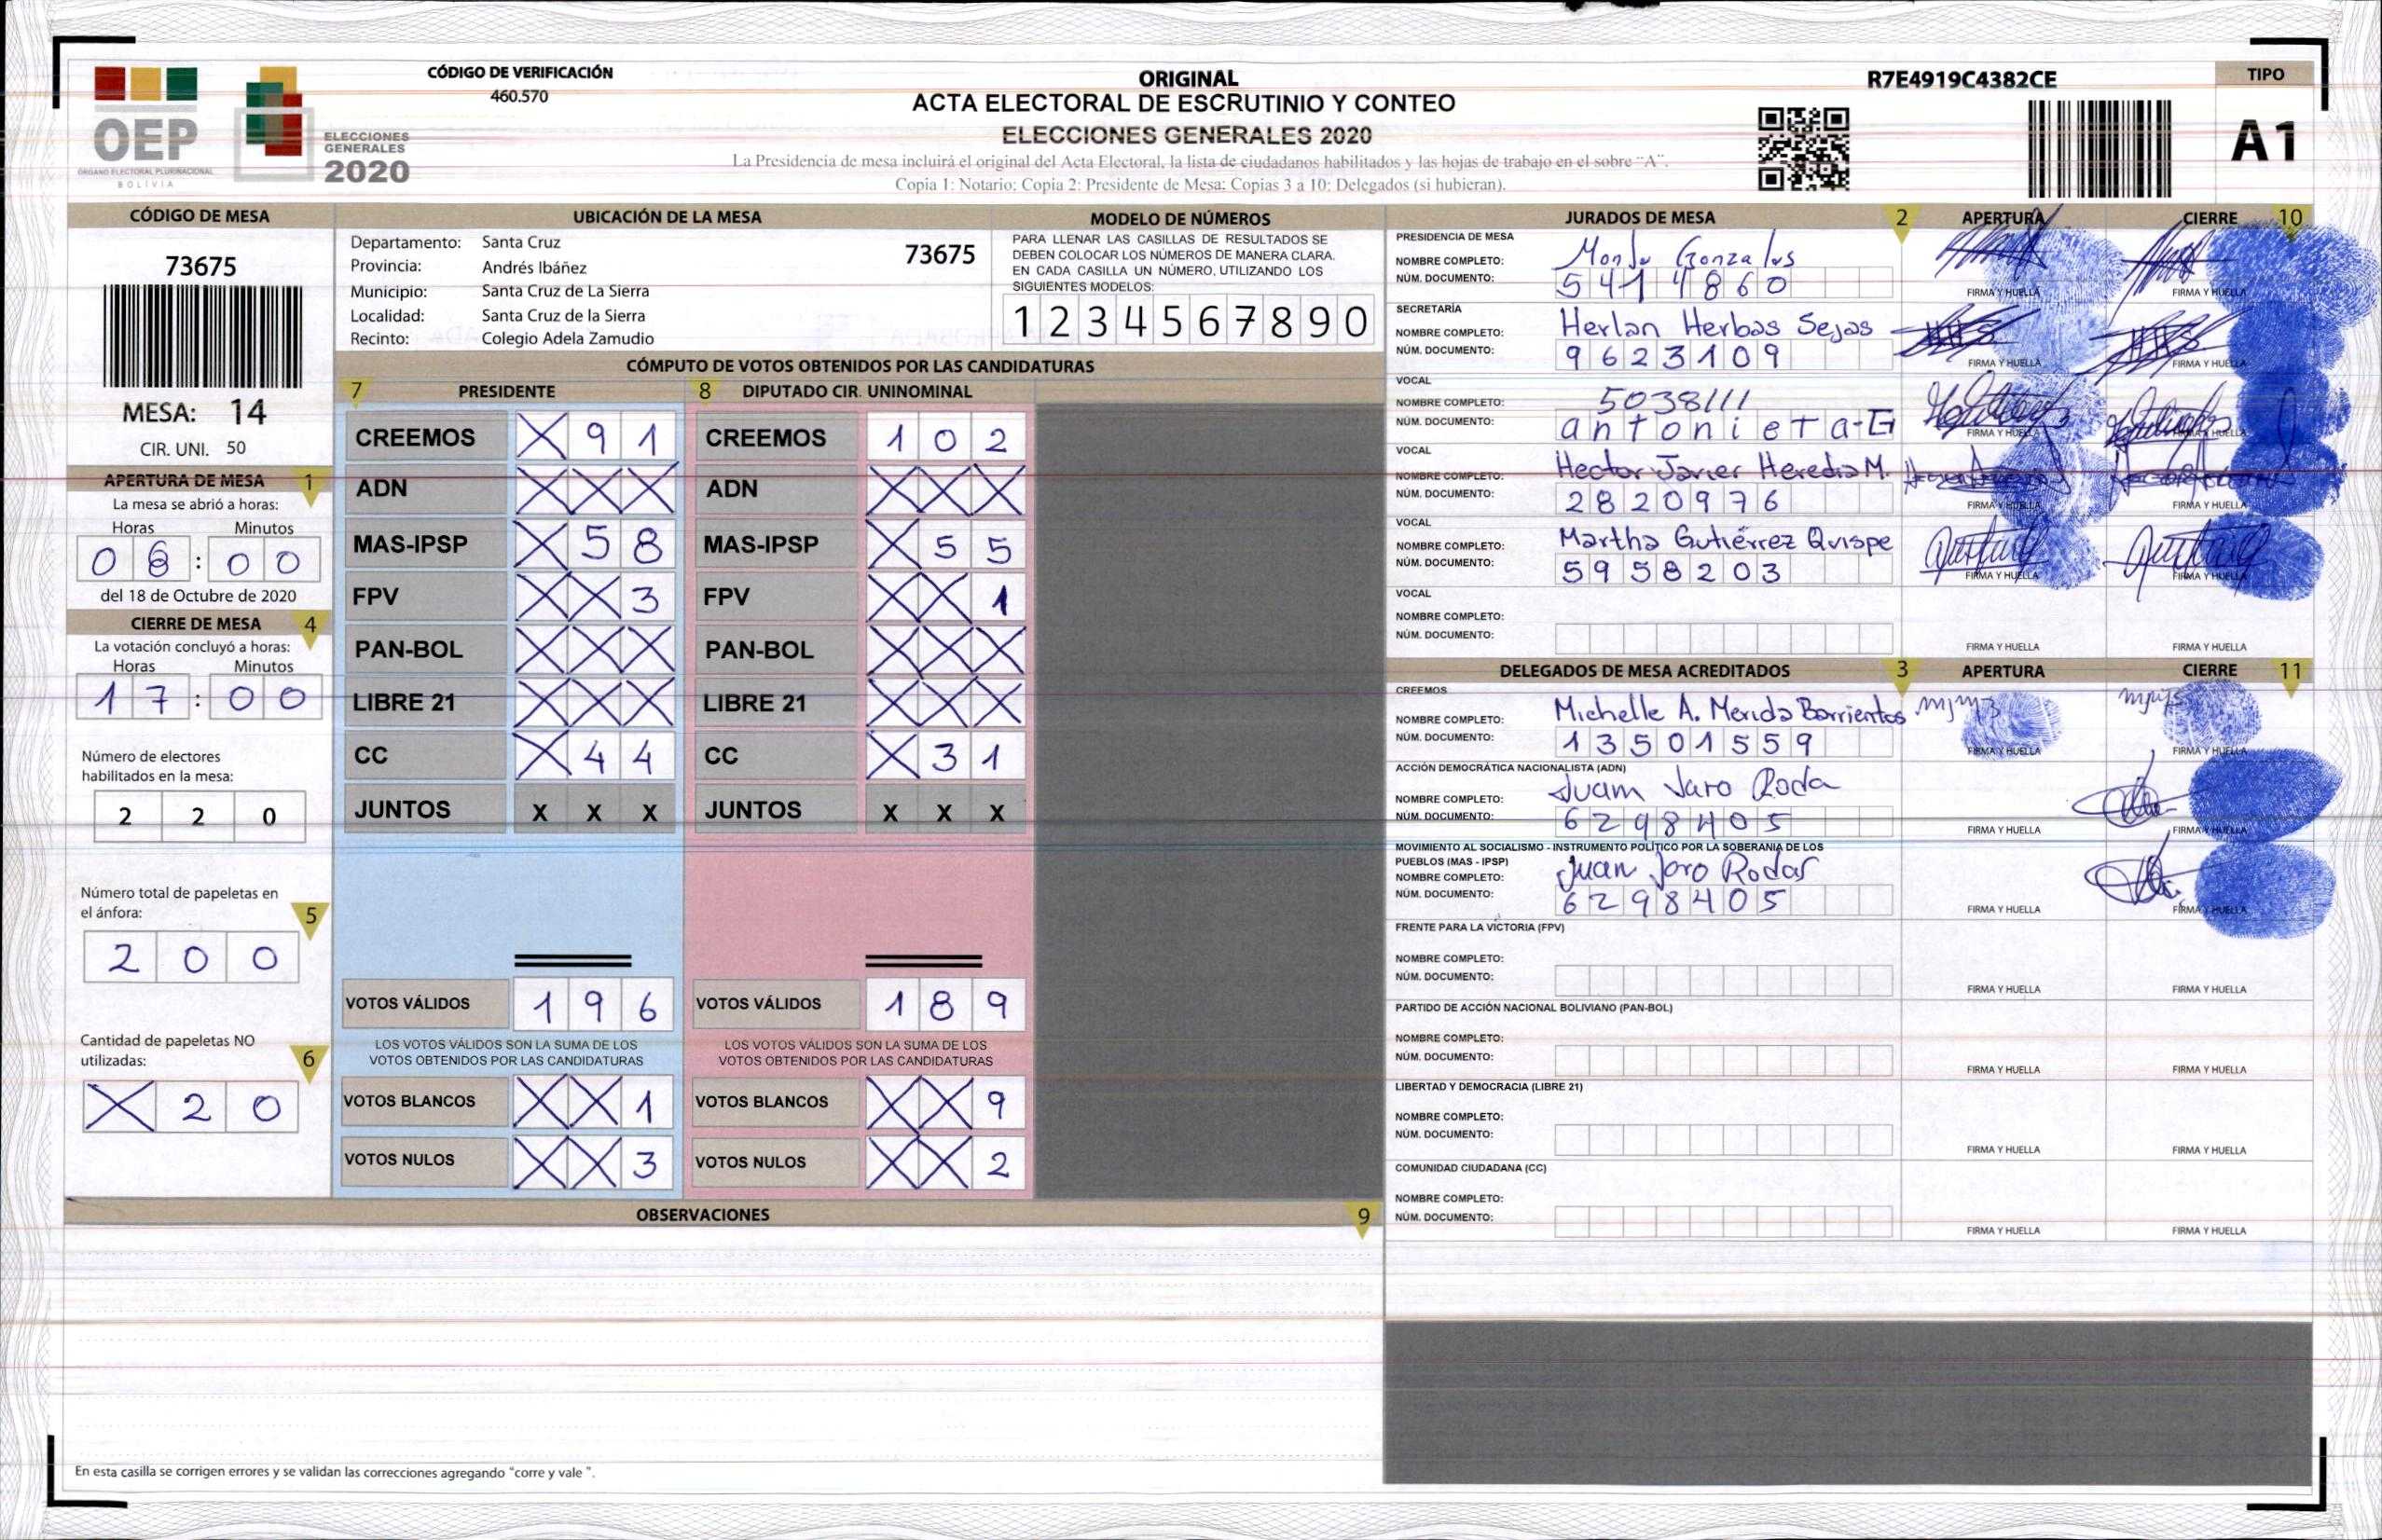 CÓDIGO DE VERIFICACIÓN
460.570
ORIGINAL
ACTA ELECTORAL DE ESCRUTINIO Y CONTEO
ELECCIONES GENERALES 2020
La Presidencia de mesa incluirá el original del Acta Electoral, la lista de ciudadanos habilitados y las hojas de trabajo en el sobre "A".
Copia 1: Notario; Copia 2: Presidente de Mesa; Copias 3 a 10: Delegados (si hubieran).
R7E4919C4382CE
TIPO
A1
OEP
ÓRGANO ELECTORAL PLURINACIONAL
BOLIVIA
ELECCIONES
GENERALES
2020
CÓDIGO DE MESA
73675
MESA: 14
CIR. UNI. 50
APERTURA DE MESA 1
La mesa se abrió a horas:
Horas Minutos
06:00
del 18 de Octubre de 2020
CIERRE DE MESA 4
La votación concluyó a horas:
Horas Minutos
17:00
Número de electores
habilitados en la mesa:
2 2 0
Número total de papeletas en
el ánfora: 5
2 0 0
Cantidad de papeletas NO
utilizadas: 6
X 2 0
UBICACIÓN DE LA MESA
Departamento: Santa Cruz 73675
Provincia: Andrés Ibáñez
Municipio: Santa Cruz de La Sierra
Localidad: Santa Cruz de la Sierra
Recinto: Colegio Adela Zamudio
MODELO DE NÚMEROS
PARA LLENAR LAS CASILLAS DE RESULTADOS SE
DEBEN COLOCAR LOS NÚMEROS DE MANERA CLARA.
EN CADA CASILLA UN NÚMERO, UTILIZANDO LOS
SIGUIENTES MODELOS:
1 2 3 4 5 6 7 8 9 0
CÓMPUTO DE VOTOS OBTENIDOS POR LAS CANDIDATURAS
7 PRESIDENTE 8 DIPUTADO CIR. UNINOMINAL
CREEMOS X 9 1 CREEMOS 1 0 2
ADN X X X ADN X X X
MAS-IPSP X 5 8 MAS-IPSP X 5 5
FPV X X 3 FPV X X 1
PAN-BOL X X X PAN-BOL X X X
LIBRE 21 X X X LIBRE 21 X X X
CC X 4 4 CC X 3 1
JUNTOS X X X JUNTOS X X X
VOTOS VÁLIDOS 1 9 6 VOTOS VÁLIDOS 1 8 9
LOS VOTOS VÁLIDOS SON LA SUMA DE LOS LOS VOTOS VÁLIDOS SON LA SUMA DE LOS
VOTOS OBTENIDOS POR LAS CANDIDATURAS VOTOS OBTENIDOS POR LAS CANDIDATURAS
VOTOS BLANCOS X X 1 VOTOS BLANCOS X X 9
VOTOS NULOS X X 3 VOTOS NULOS X X 2
OBSERVACIONES 9
En esta casilla se corrigen errores y se validan las correcciones agregando "corre y vale ".
JURADOS DE MESA 2 APERTURA CIERRE 10
PRESIDENCIA DE MESA
NOMBRE COMPLETO: Gonzales
NÚM. DOCUMENTO: 5414860 FIRMA Y HUELLA FIRMA Y HUELLA
SECRETARÍA
NOMBRE COMPLETO: Herlan Herbas Sejas
NÚM. DOCUMENTO: 9623109 FIRMA Y HUELLA FIRMA Y HUELLA
VOCAL
NOMBRE COMPLETO: 5038111
NÚM. DOCUMENTO: antonieta-G FIRMA Y HUELLA FIRMA Y HUELLA
VOCAL
NOMBRE COMPLETO: Hector Javier Heredia M.
NÚM. DOCUMENTO: 2820976 FIRMA Y HUELLA FIRMA Y HUELLA
VOCAL
NOMBRE COMPLETO: Martha Gutiérrez Quispe
NÚM. DOCUMENTO: 5958203 FIRMA Y HUELLA FIRMA Y HUELLA
VOCAL
NOMBRE COMPLETO:
NÚM. DOCUMENTO: FIRMA Y HUELLA FIRMA Y HUELLA
DELEGADOS DE MESA ACREDITADOS 3 APERTURA CIERRE 11
CREEMOS
NOMBRE COMPLETO: Michelle A. Merida Barrientos
NÚM. DOCUMENTO: 13501559 FIRMA Y HUELLA FIRMA Y HUELLA
ACCIÓN DEMOCRÁTICA NACIONALISTA (ADN)
NOMBRE COMPLETO: Juam Jaro Roda
NÚM. DOCUMENTO: 6298405 FIRMA Y HUELLA FIRMA Y HUELLA
MOVIMIENTO AL SOCIALISMO - INSTRUMENTO POLÍTICO POR LA SOBERANÍA DE LOS
PUEBLOS (MAS - IPSP)
NOMBRE COMPLETO: Juan Joro Rodas
NÚM. DOCUMENTO: 6298405 FIRMA Y HUELLA FIRMA Y HUELLA
FRENTE PARA LA VICTORIA (FPV)
NOMBRE COMPLETO:
NÚM. DOCUMENTO: FIRMA Y HUELLA FIRMA Y HUELLA
PARTIDO DE ACCIÓN NACIONAL BOLIVIANO (PAN-BOL)
NOMBRE COMPLETO:
NÚM. DOCUMENTO: FIRMA Y HUELLA FIRMA Y HUELLA
LIBERTAD Y DEMOCRACIA (LIBRE 21)
NOMBRE COMPLETO:
NÚM. DOCUMENTO: FIRMA Y HUELLA FIRMA Y HUELLA
COMUNIDAD CIUDADANA (CC)
NOMBRE COMPLETO:
NÚM. DOCUMENTO: FIRMA Y HUELLA FIRMA Y HUELLA